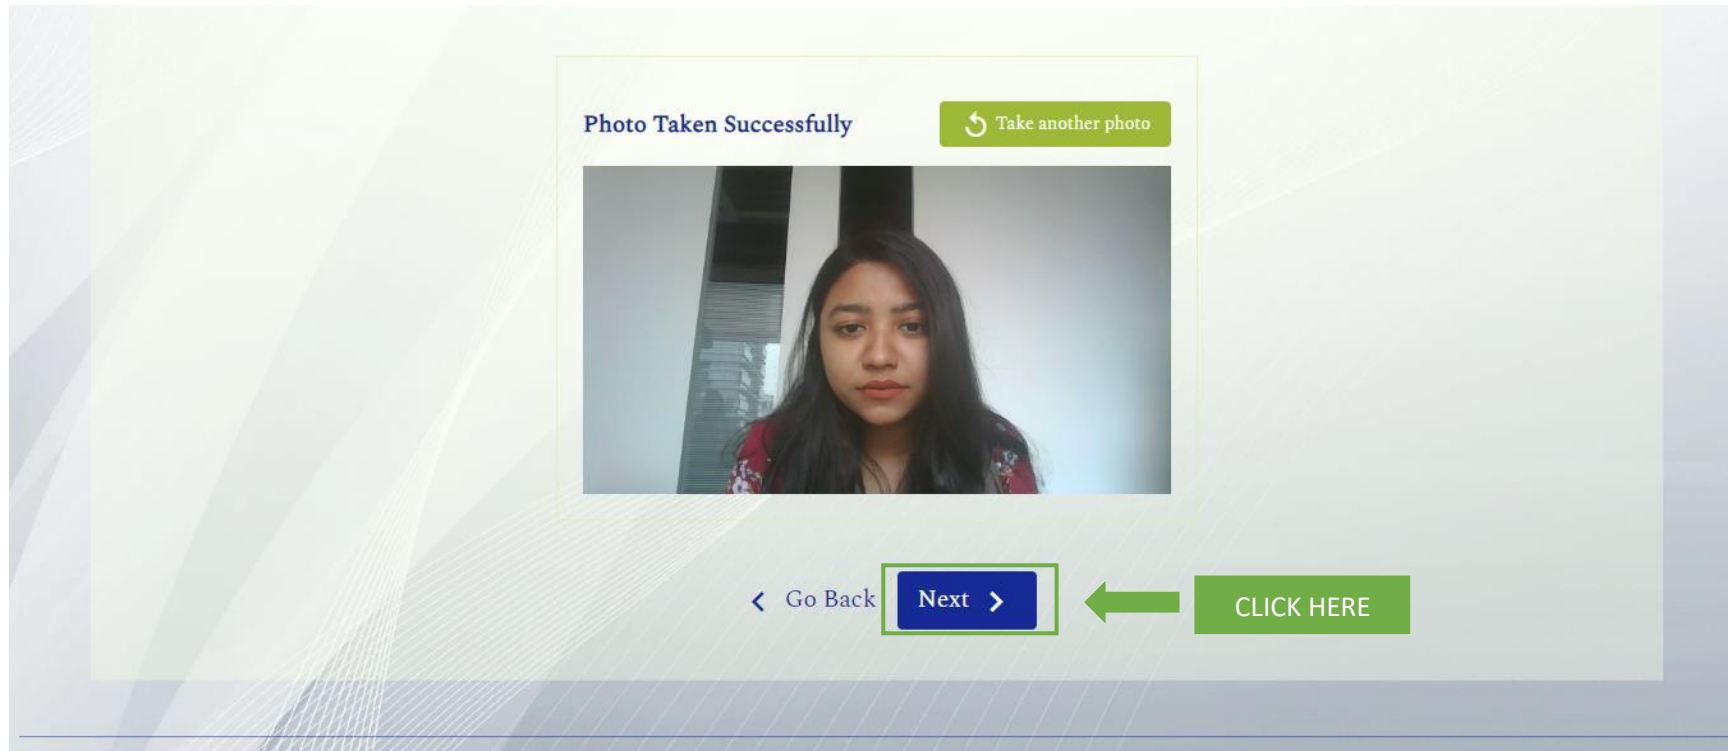 Photo Taken Successfully
Take another photo
Go Back
Next
CLICK HERE